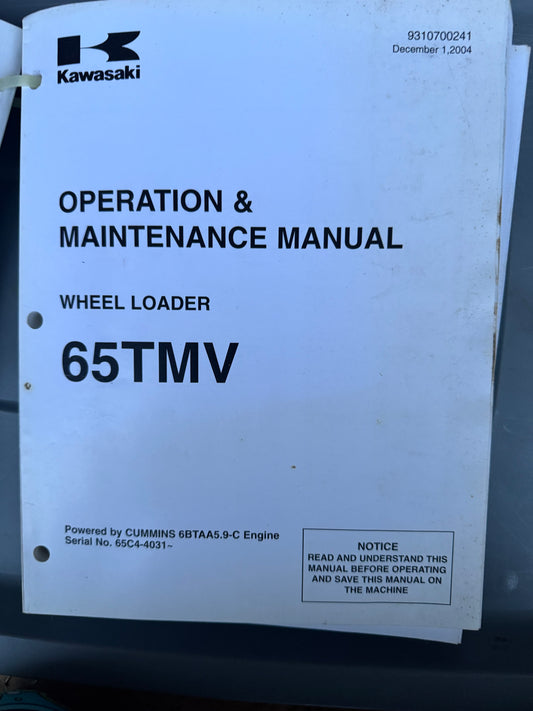 Kawasaki
9310700241
December 1,2004
OPERATION &
MAINTENANCE MANUAL
WHEEL LOADER
65TMV
Powered by CUMMINS 6BTAA5.9-C Engine
Serial No. 65C4-4031~
NOTICE
READ AND UNDERSTAND THIS
MANUAL BEFORE OPERATING
AND SAVE THIS MANUAL ON
THE MACHINE